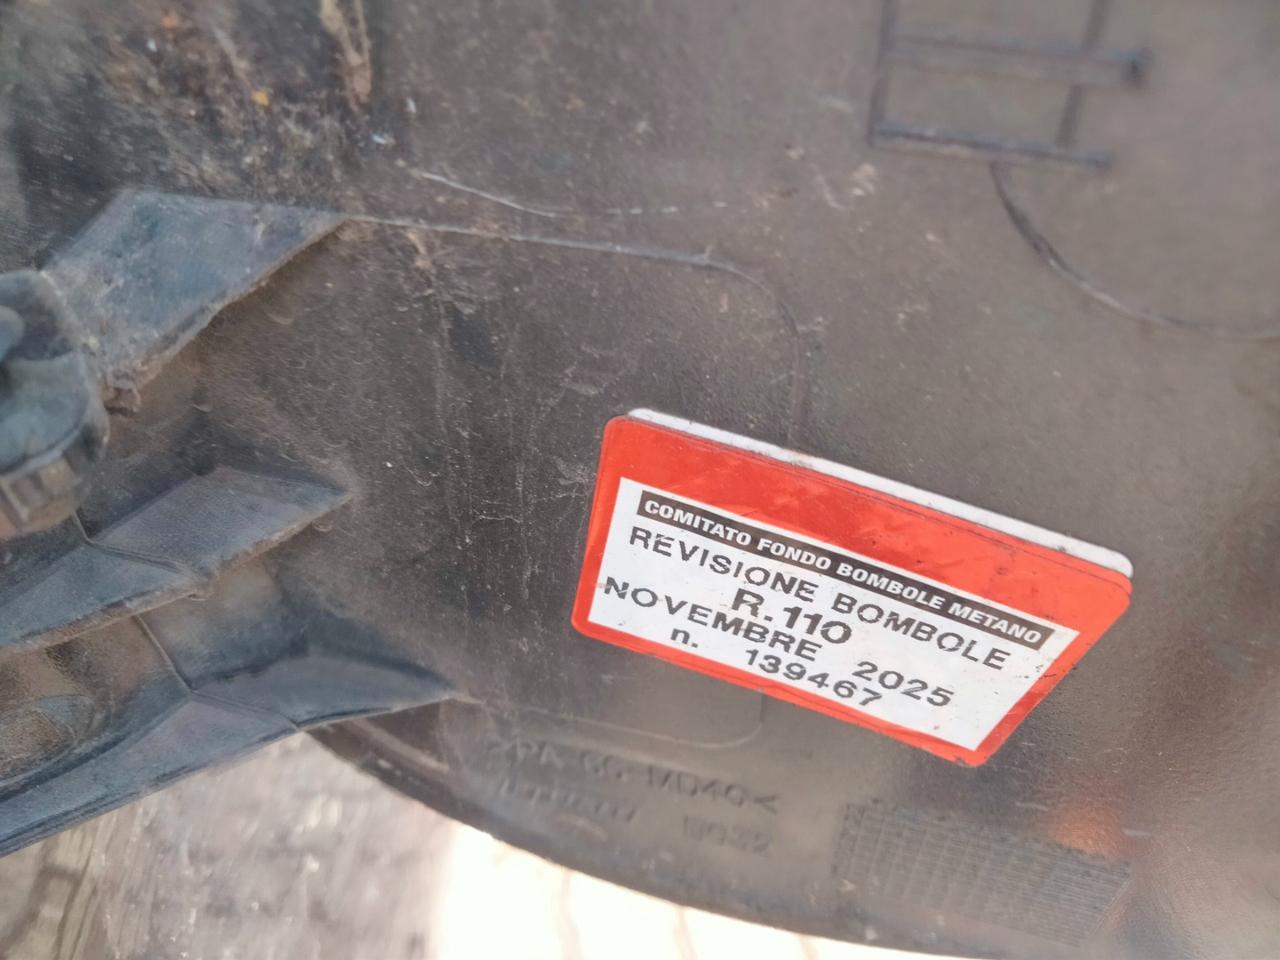 COMITATO FONDO BOMBOLE METANO
REVISIONE BOMBOLE
R.110
NOVEMBRE 2025
n. 139467